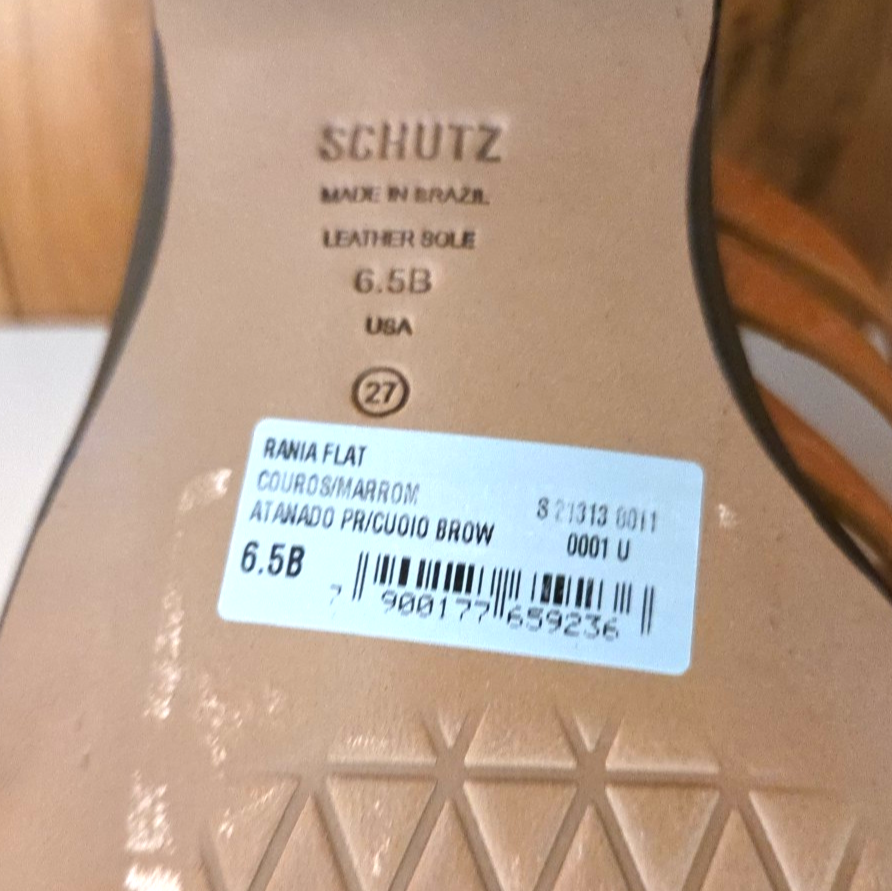 SCHUTZ
MADE IN BRAZIL
LEATHER SOLE
6.5B
USA
27
RANIA FLAT
COUROS/MARROM
ATANADO PR/CUOIO BROW
S 21313 0011
0001 U
6.5B
7 900177 659236